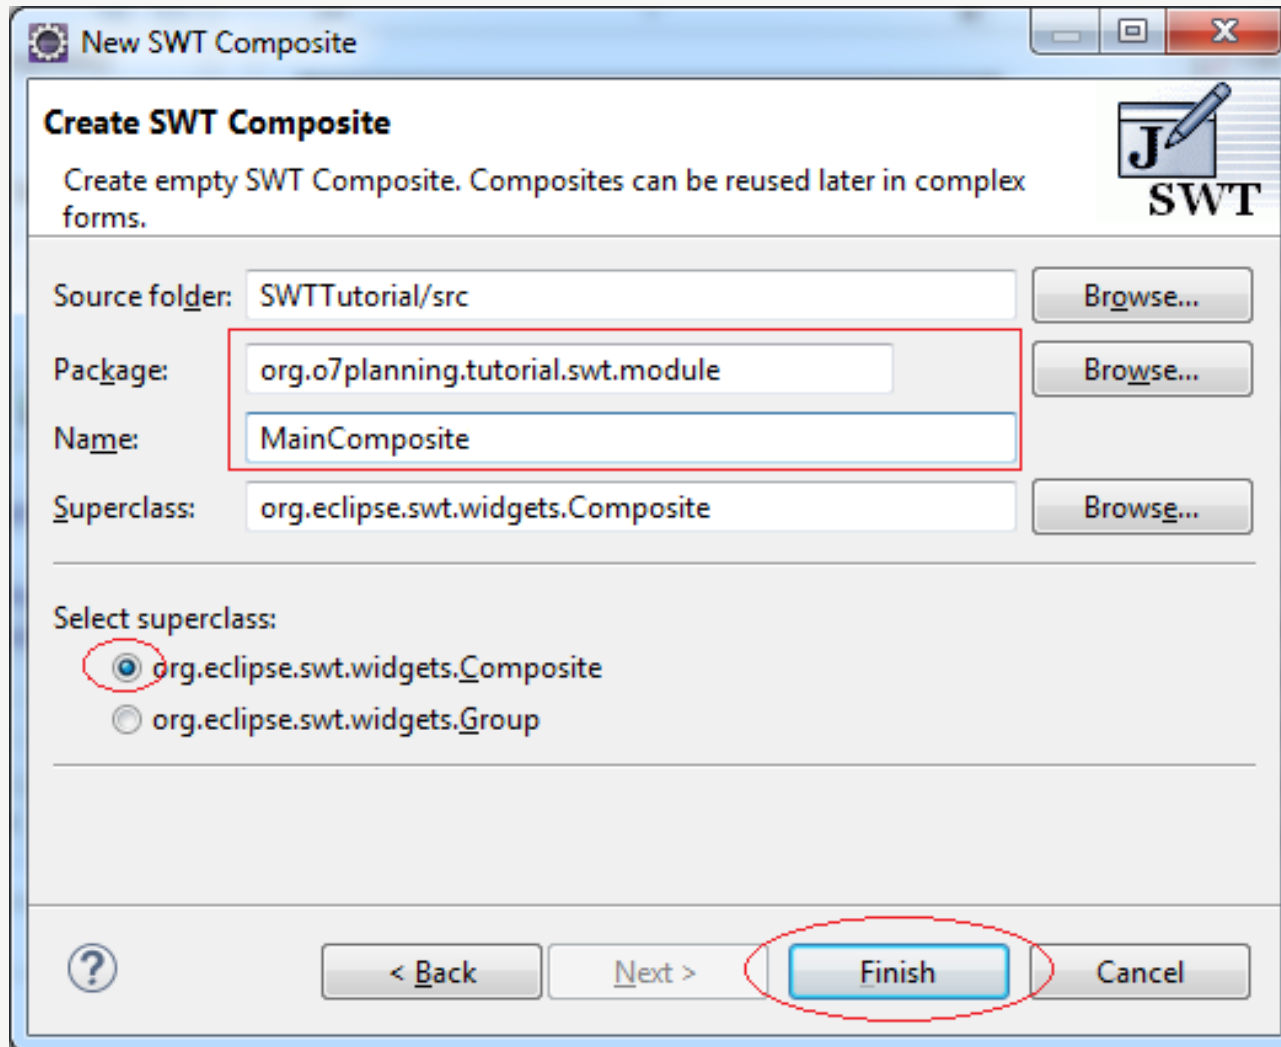 New SWT Composite
Create SWT Composite
J
SWT
Create empty SWT Composite. Composites can be reused later in complex
forms.
Source folder: SWTTutorial/src Browse...
Package: org.o7planning.tutorial.swt.module Browse...
Name: MainComposite
Superclass: org.eclipse.swt.widgets.Composite Browse...
Select superclass:
org.eclipse.swt.widgets.Composite
org.eclipse.swt.widgets.Group
? < Back Next > Finish Cancel